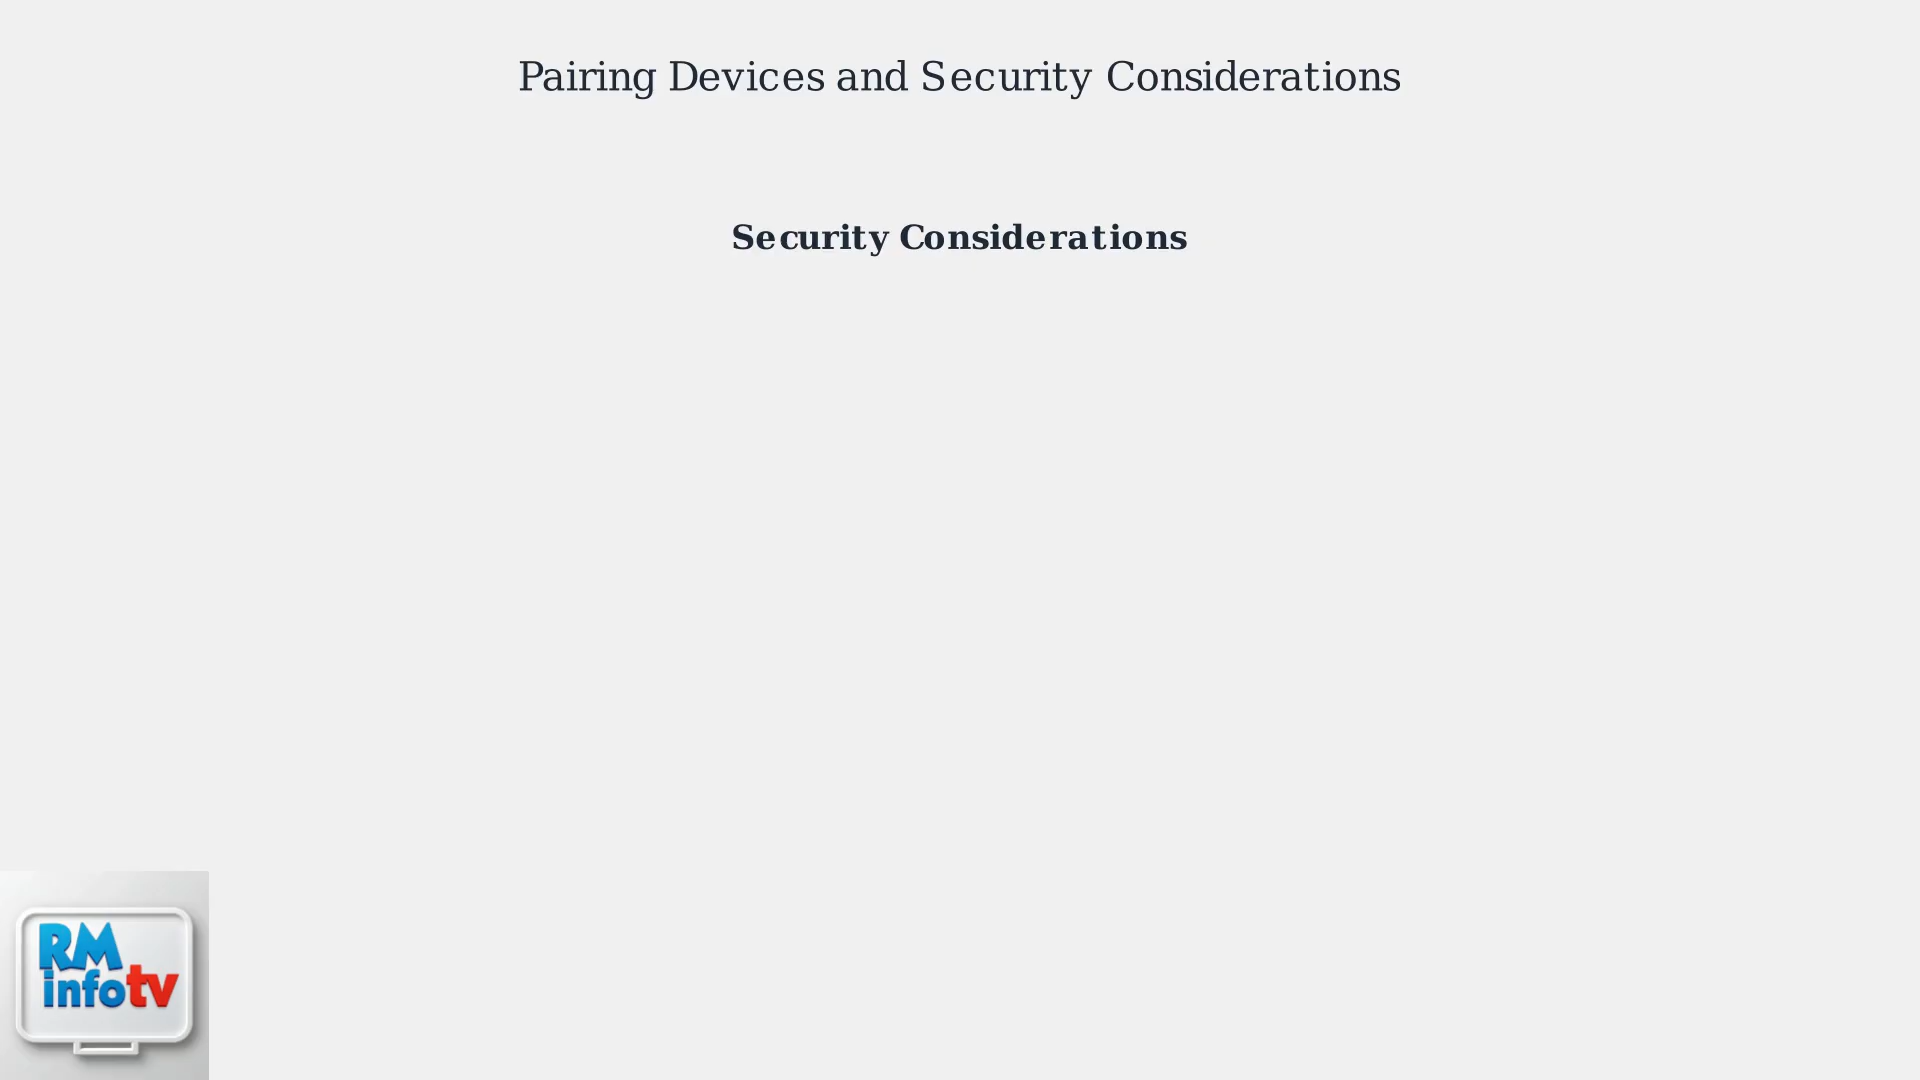 Pairing Devices and Security Considerations
Security Considerations
RM
infotv